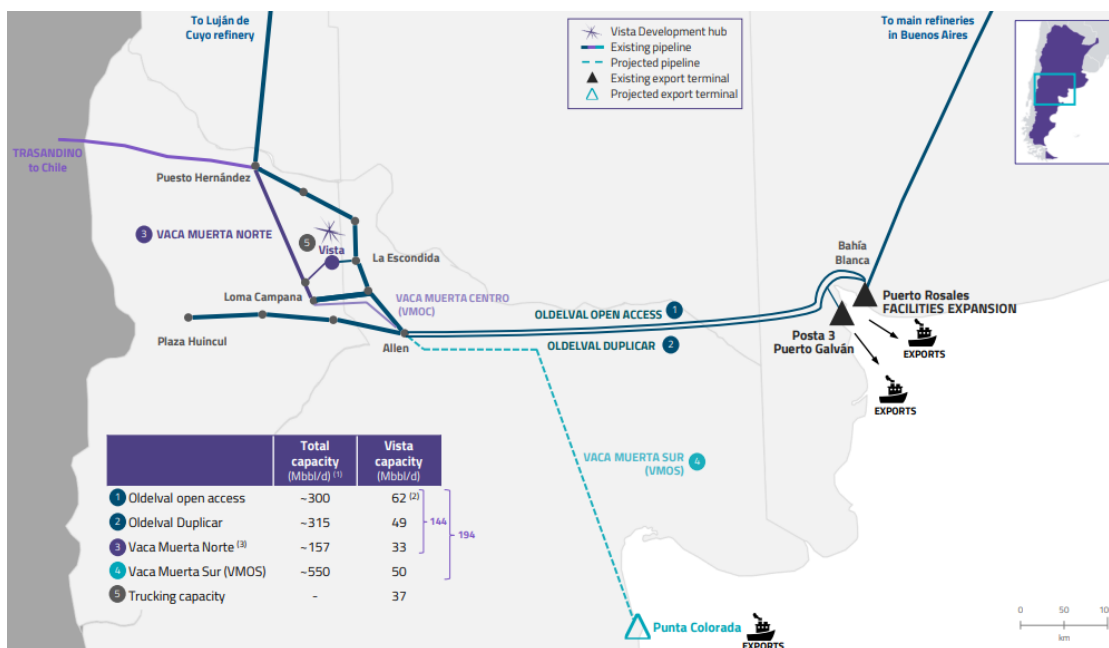 To Luján de
Cuyo refinery
To main refineries
in Buenos Aires
Vista Development hub
Existing pipeline
Projected pipeline
Existing export terminal
Projected export terminal
TRASANDINO
to Chile
Puesto Hernández
3 VACA MUERTA NORTE
5
Vista
La Escondida
Loma Campana
VACA MUERTA CENTRO
(VMOC)
Plaza Huincul
Allen
OLDELVAL OPEN ACCESS 1
OLDELVAL DUPLICAR 2
Bahía
Blanca
Puerto Rosales
FACILITIES EXPANSION
Posta 3
Puerto Galván
EXPORTS
EXPORTS
VACA MUERTA SUR
(VMOS) 4
Total capacity (Mbbl/d) (1) Vista capacity (Mbbl/d)
1 Oldelval open access ~300 62 (2)
2 Oldelval Duplicar ~315 49
3 Vaca Muerta Norte (3) ~157 33
4 Vaca Muerta Sur (VMOS) ~550 50
5 Trucking capacity - 37
144
194
Punta Colorada
EXPORTS
0 50
km